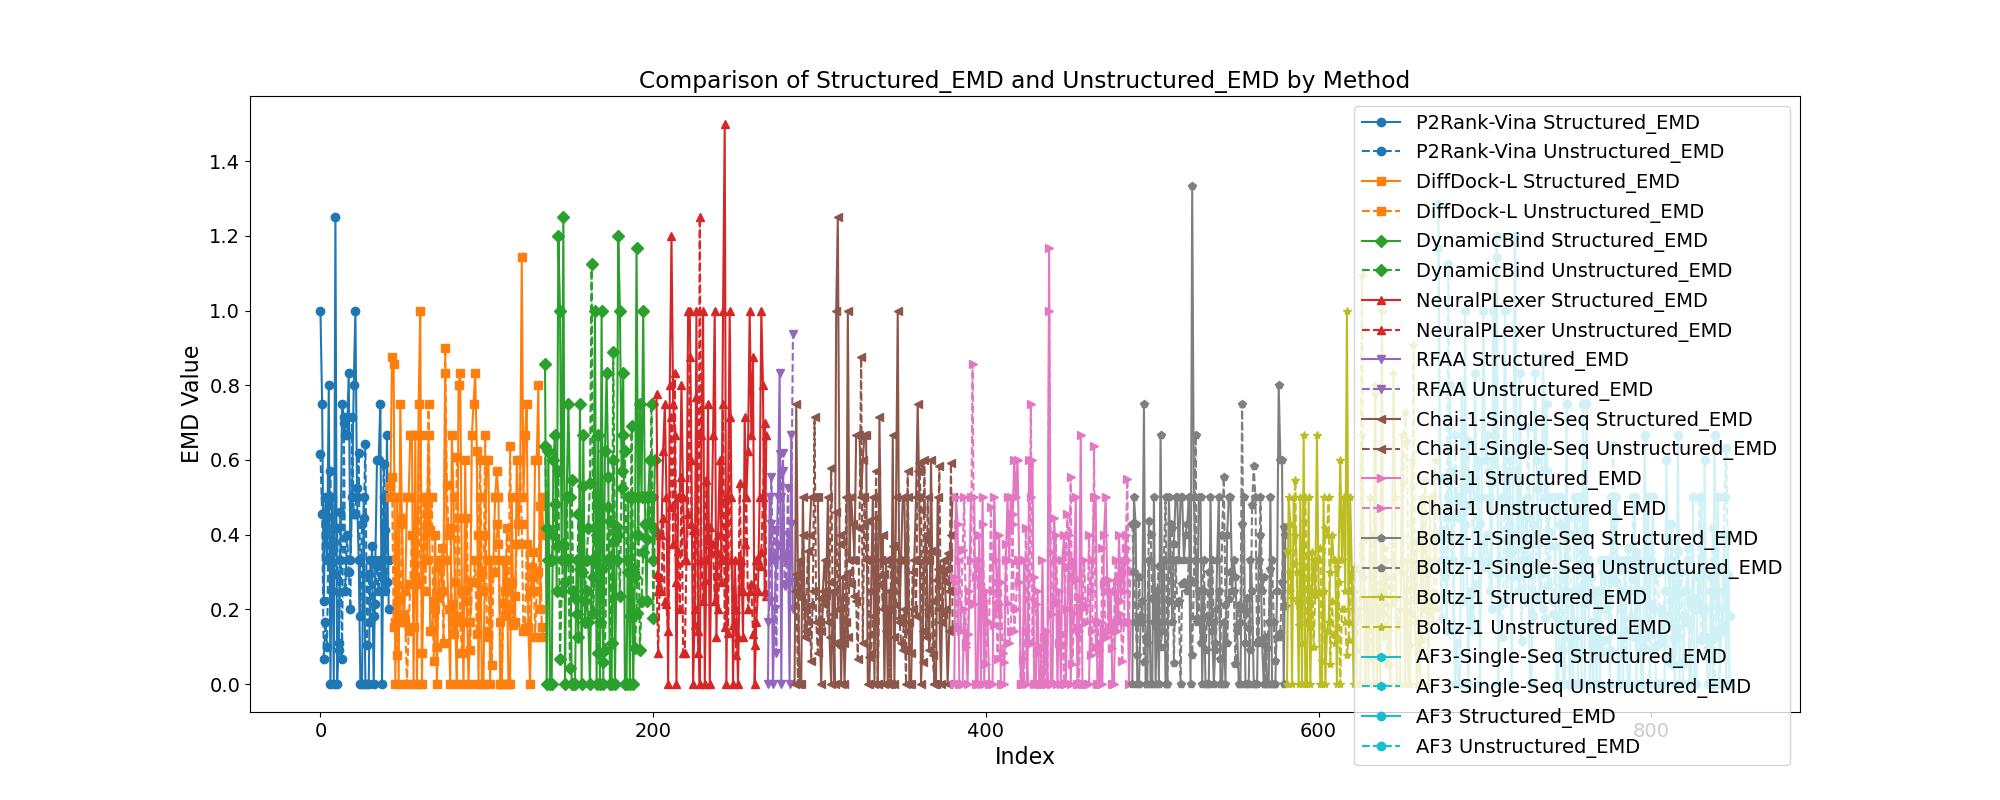 Comparison of Structured_EMD and Unstructured_EMD by Method
EMD Value
1.4
1.2
1.0
0.8
0.6
0.4
0.2
0.0
0
200
400
600
800
Index
P2Rank-Vina Structured_EMD
P2Rank-Vina Unstructured_EMD
DiffDock-L Structured_EMD
DiffDock-L Unstructured_EMD
DynamicBind Structured_EMD
DynamicBind Unstructured_EMD
NeuralPLexer Structured_EMD
NeuralPLexer Unstructured_EMD
RFAA Structured_EMD
RFAA Unstructured_EMD
Chai-1-Single-Seq Structured_EMD
Chai-1-Single-Seq Unstructured_EMD
Chai-1 Structured_EMD
Chai-1 Unstructured_EMD
Boltz-1-Single-Seq Structured_EMD
Boltz-1-Single-Seq Unstructured_EMD
Boltz-1 Structured_EMD
Boltz-1 Unstructured_EMD
AF3-Single-Seq Structured_EMD
AF3-Single-Seq Unstructured_EMD
AF3 Structured_EMD
AF3 Unstructured_EMD